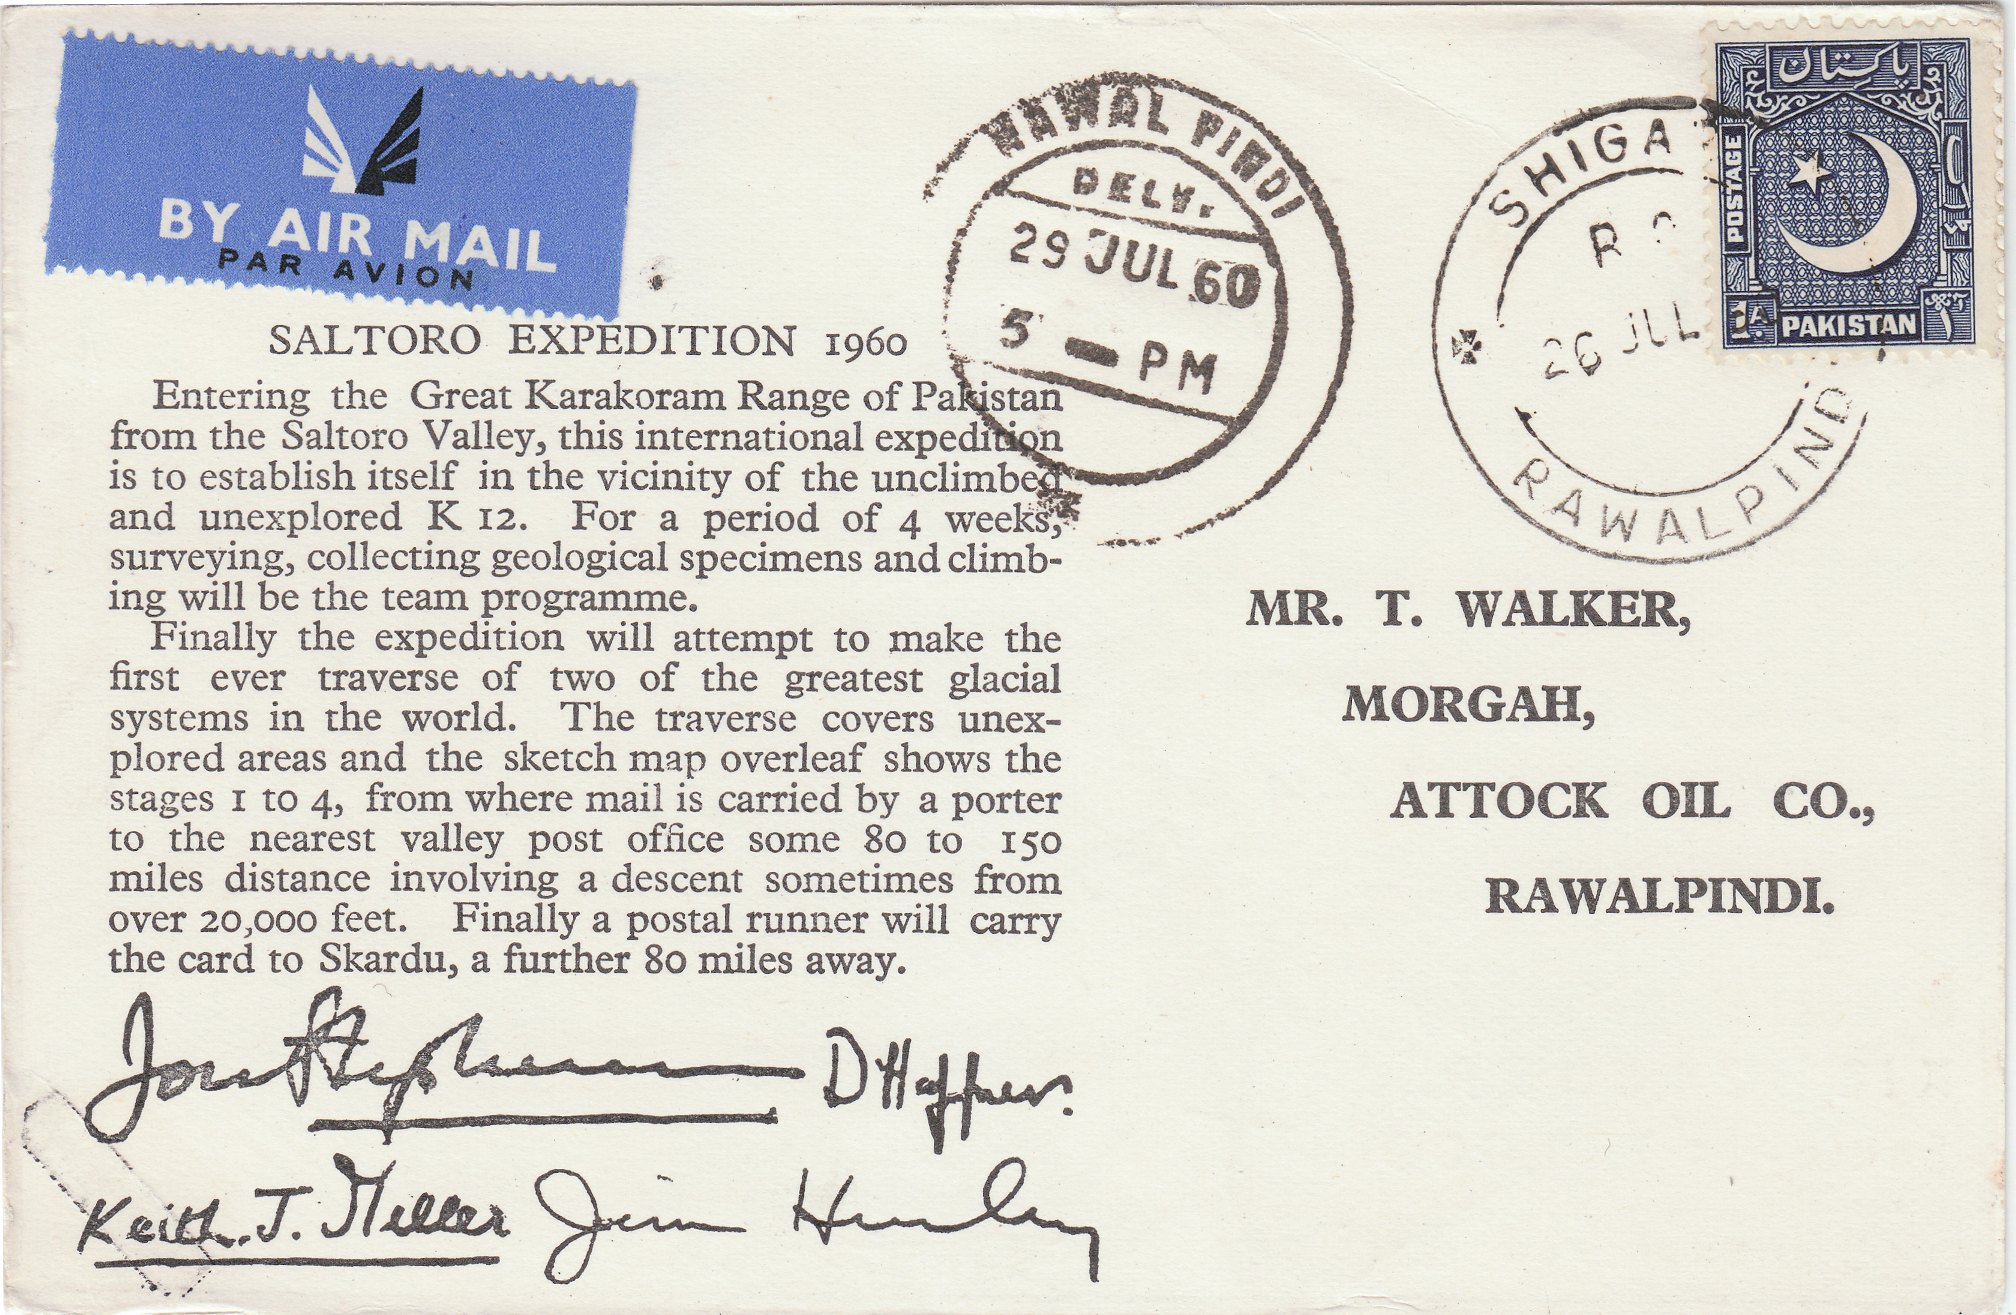 BY AIR MAIL
PAR AVION
RAWALPINDI
DELY.
29 JUL 60
5 — PM
SHIGA
26 JUL
RAWALPINDI
پاکستان
POSTAGE
1A.
PAKISTAN
SALTORO EXPEDITION 1960
Entering the Great Karakoram Range of Pakistan
from the Saltoro Valley, this international expedition
is to establish itself in the vicinity of the unclimbed
and unexplored K 12. For a period of 4 weeks,
surveying, collecting geological specimens and climb-
ing will be the team programme.
Finally the expedition will attempt to make the
first ever traverse of two of the greatest glacial
systems in the world. The traverse covers unex-
plored areas and the sketch map overleaf shows the
stages 1 to 4, from where mail is carried by a porter
to the nearest valley post office some 80 to 150
miles distance involving a descent sometimes from
over 20,000 feet. Finally a postal runner will carry
the card to Skardu, a further 80 miles away.
MR. T. WALKER,
MORGAH,
ATTOCK OIL CO.,
RAWALPINDI.
Keith. J. Miller
Jim Hurley